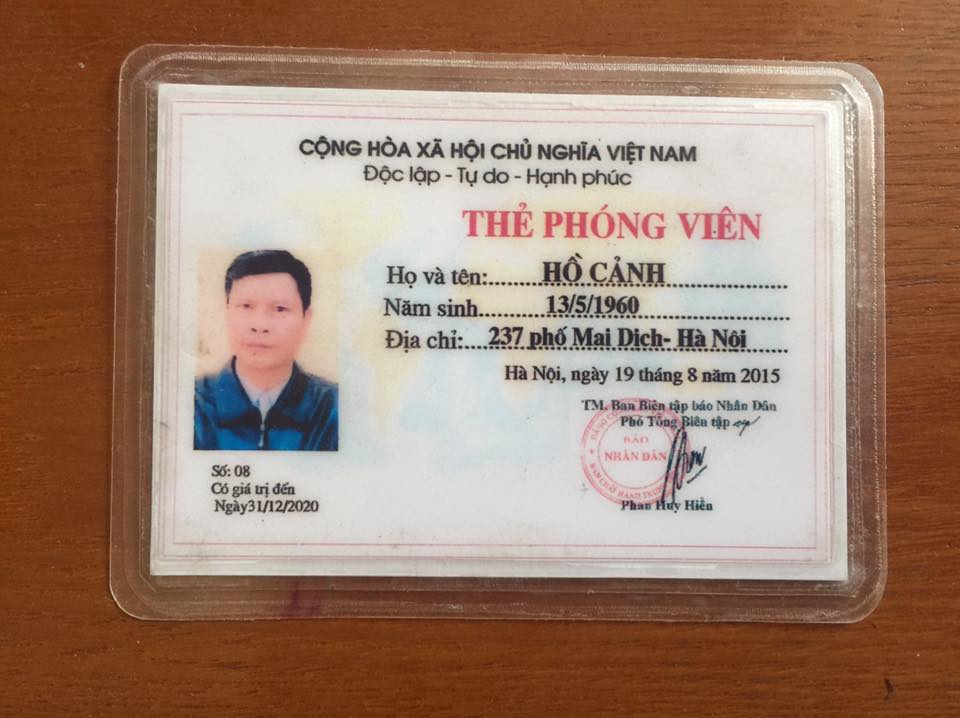 CỘNG HÒA XÃ HỘI CHỦ NGHĨA VIỆT NAM
Độc lập - Tự do - Hạnh phúc
THẺ PHÓNG VIÊN
Họ và tên:......HỒ CẢNH..............
Năm sinh..........13/5/1960..............
Địa chỉ:....237 phố Mai Dich- Hà Nôi......
Hà Nội, ngày 19 tháng 8 năm 2015
TM. Ban Biên tập báo Nhân Dân
Phó Tổng Biên tập
BÁO
NHÂN DÂN
Phan Huy Hiền
Số: 08
Có giá trị đến
Ngày31/12/2020